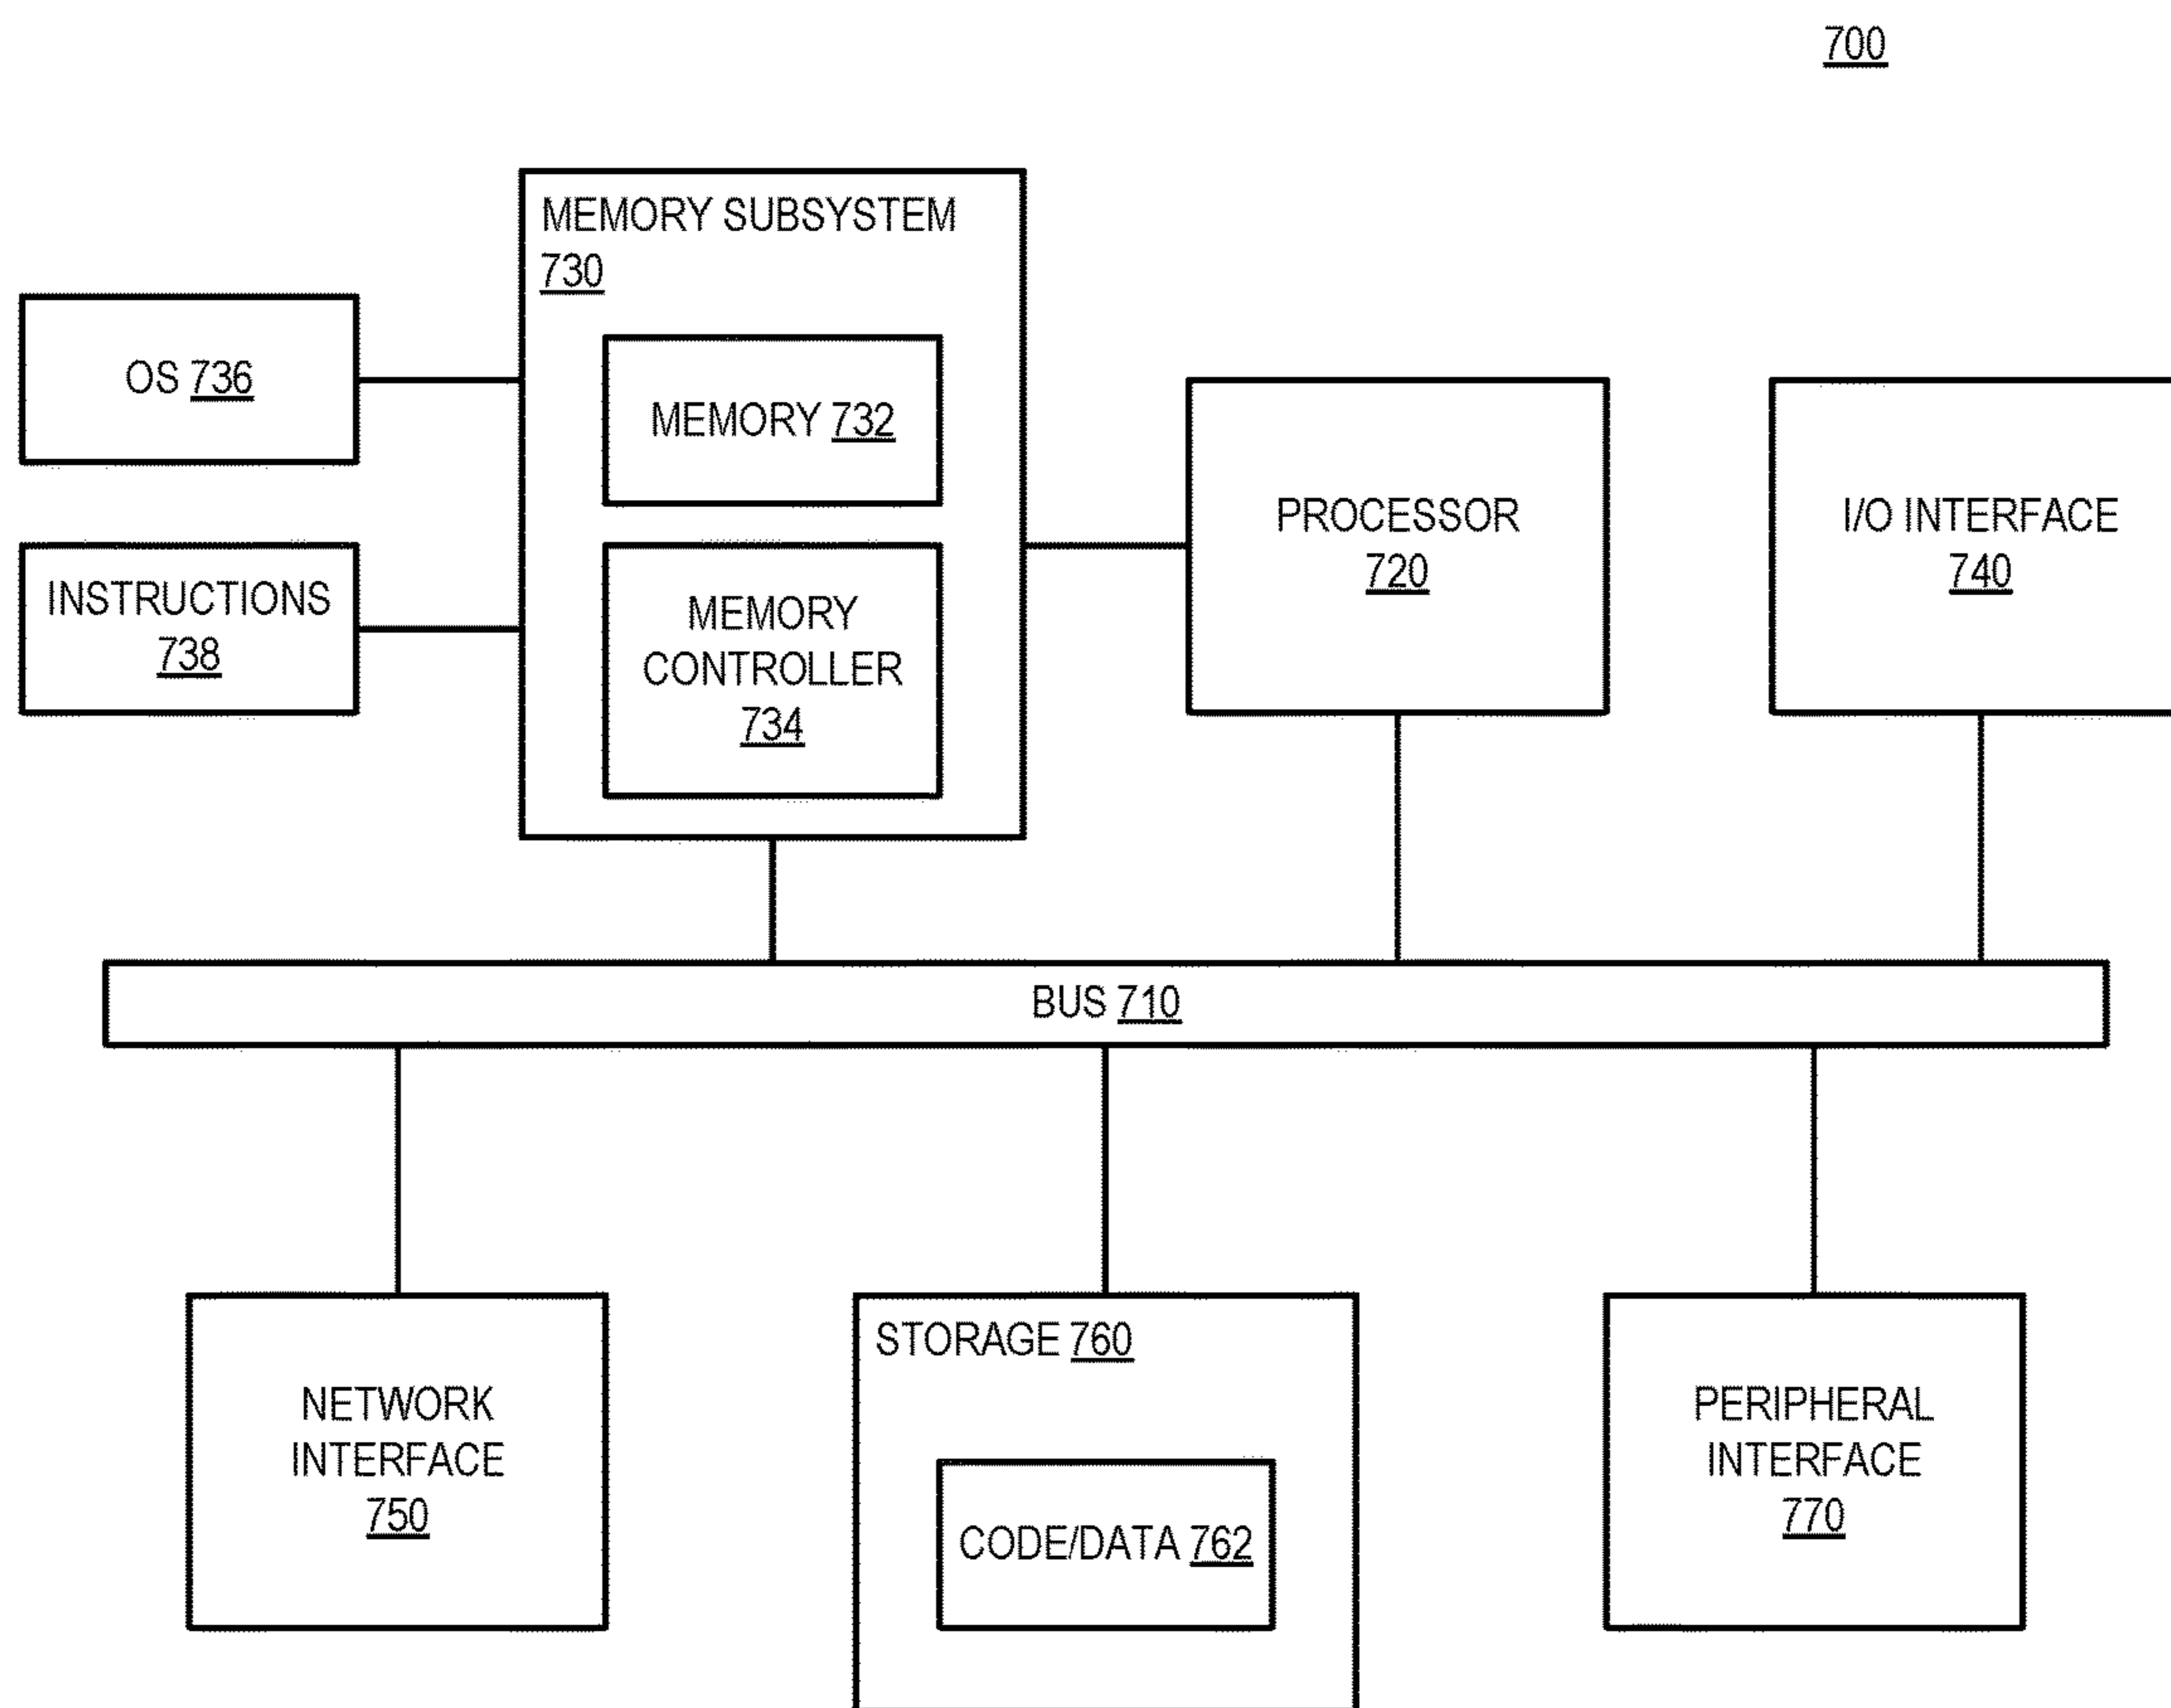 700
MEMORY SUBSYSTEM
730
OS 736
MEMORY 732
INSTRUCTIONS
738
MEMORY
CONTROLLER
734
PROCESSOR
720
I/O INTERFACE
740
BUS 710
NETWORK
INTERFACE
750
STORAGE 760
CODE/DATA 762
PERIPHERAL
INTERFACE
770